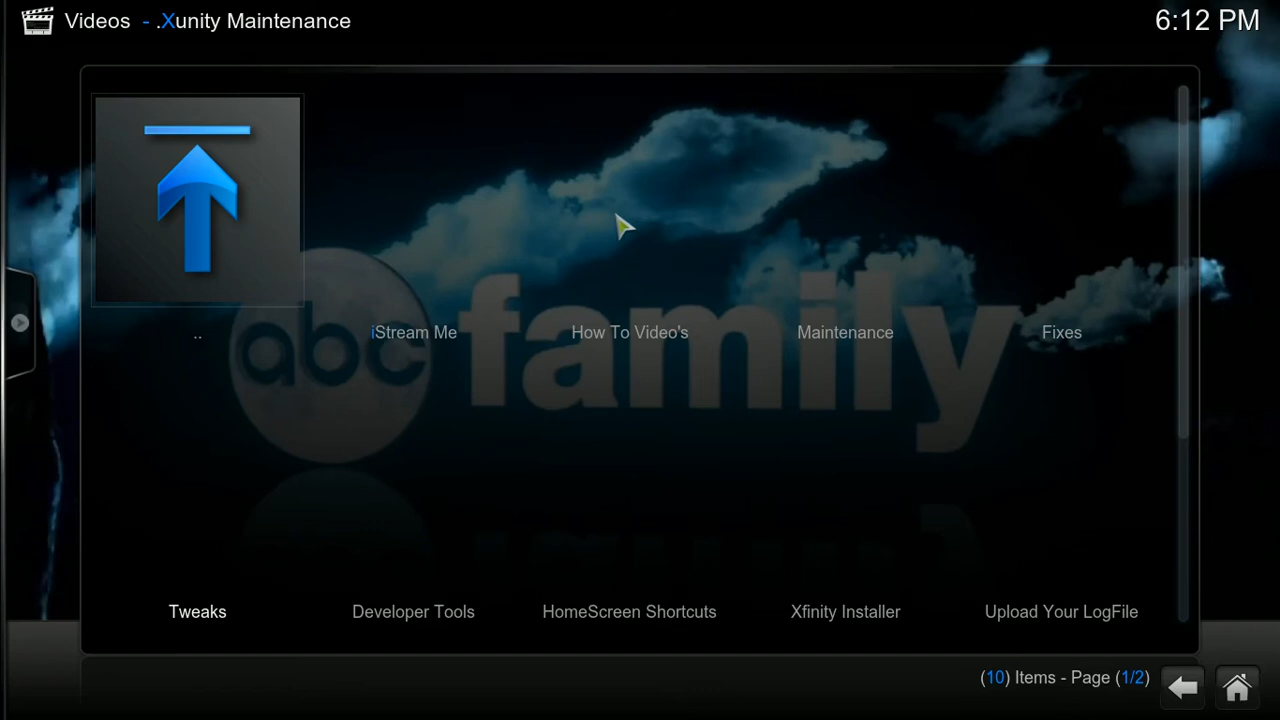 Videos - .Xunity Maintenance
6:12 PM
abc family
.. iStream Me How To Video's Maintenance Fixes
Tweaks Developer Tools HomeScreen Shortcuts Xfinity Installer Upload Your LogFile
(10) Items - Page (1/2)